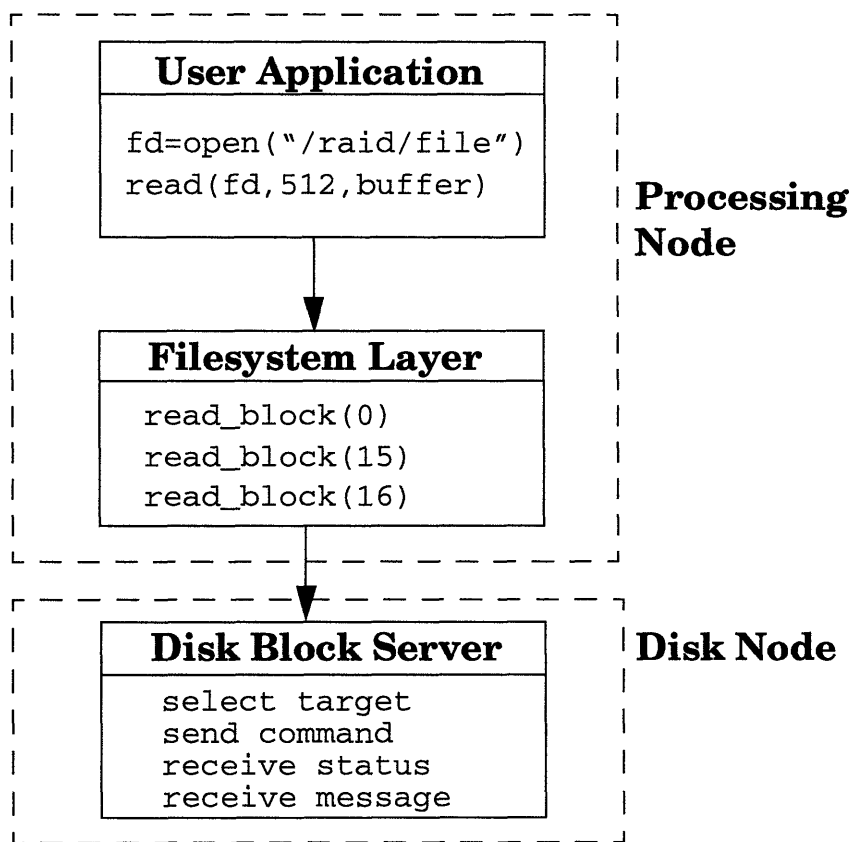 User Application
fd=open("/raid/file")
read(fd,512,buffer)
Processing
Node
Filesystem Layer
read_block(0)
read_block(15)
read_block(16)
Disk Block Server
Disk Node
select target
send command
receive status
receive message